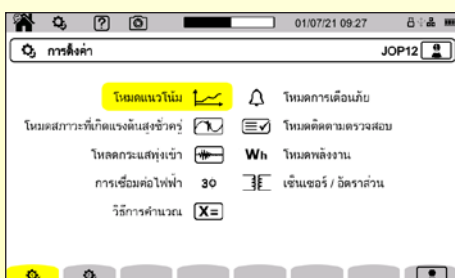 01/07/21 09:27
การตั้งค่า JOP12
โหมดแนวโน้ม
โหมดการเตือนภัย
โหมดสภาวะที่เกิดแรงดันสูงชั่วครู่
โหมดติดตามตรวจสอบ
โหลดกระแสพุ่งเข้า
Wh โหมดพลังงาน
การเชื่อมต่อไฟฟ้า 3Φ
เซ็นเซอร์ / อัตราส่วน
วิธีการคำนวณ X=